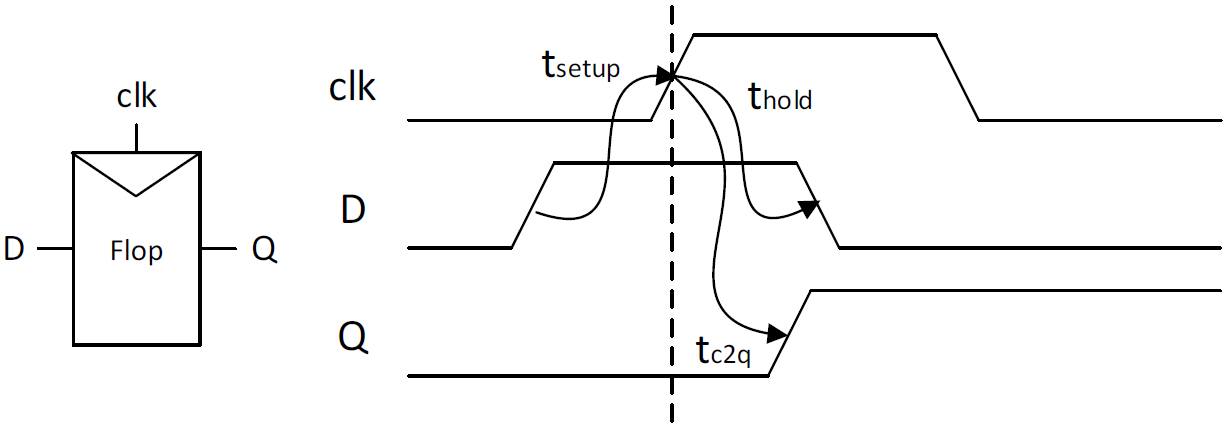 clk
D
Flop
Q
clk
tsetup
thold
D
Q
tc2q